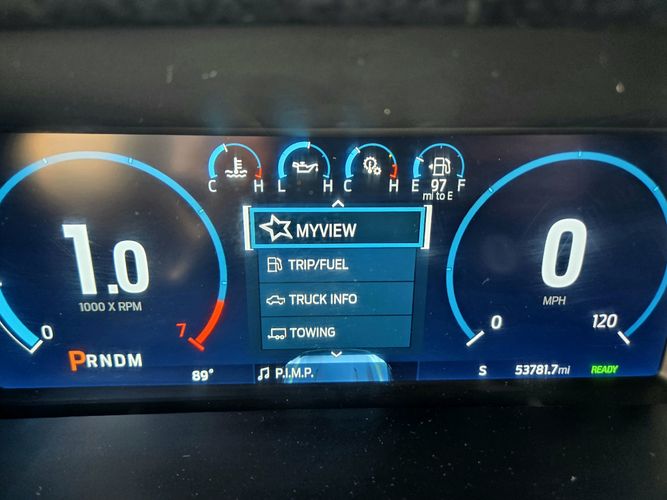 C H L H C H E 97 F
mi to E
MYVIEW
TRIP/FUEL
TRUCK INFO
TOWING
1.0
1000 X RPM
0 7
PRNDM
89°
P.I.M.P.
0
MPH
0 120
S 53781.7mi READY